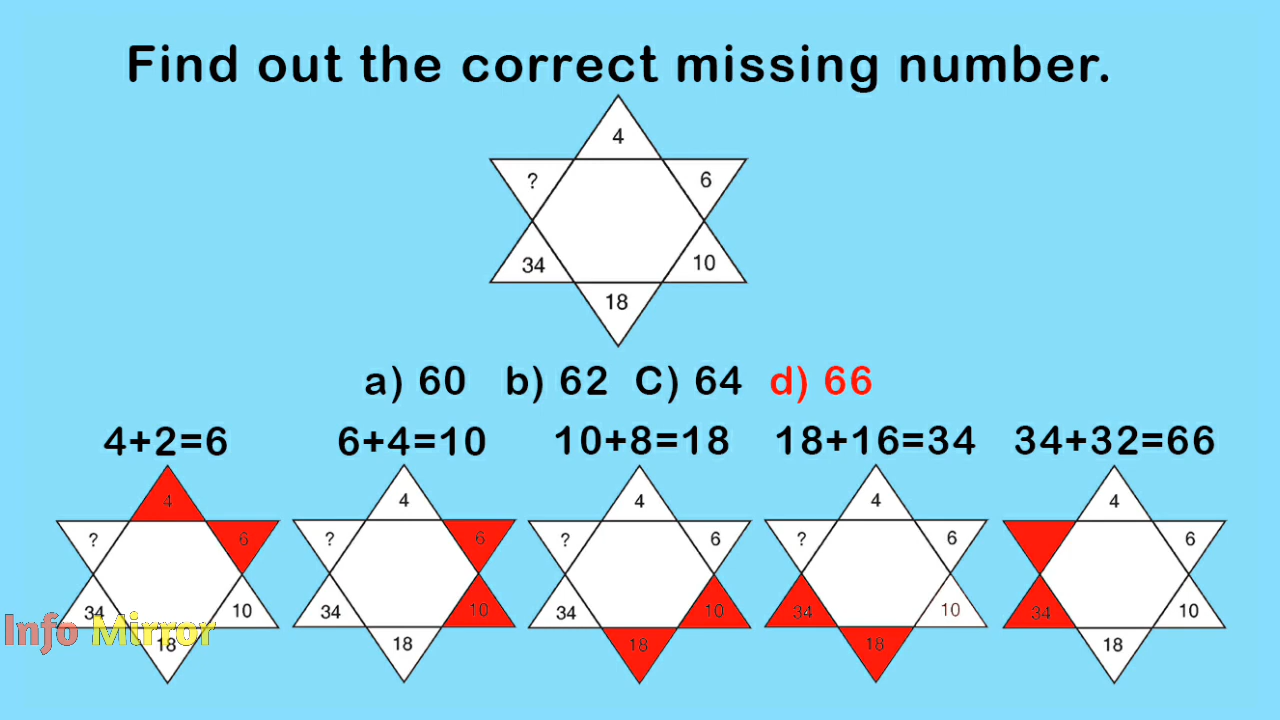 Find out the correct missing number.
4
? 6
34 10
18
a) 60 b) 62 C) 64 d) 66
4+2=6 6+4=10 10+8=18 18+16=34 34+32=66
4 4 4 4 4
? 6 ? 6 ? 6 ? 6 6
34 10 34 10 34 10 34 10 34 10
Info Mirror
18 18 18 18 18